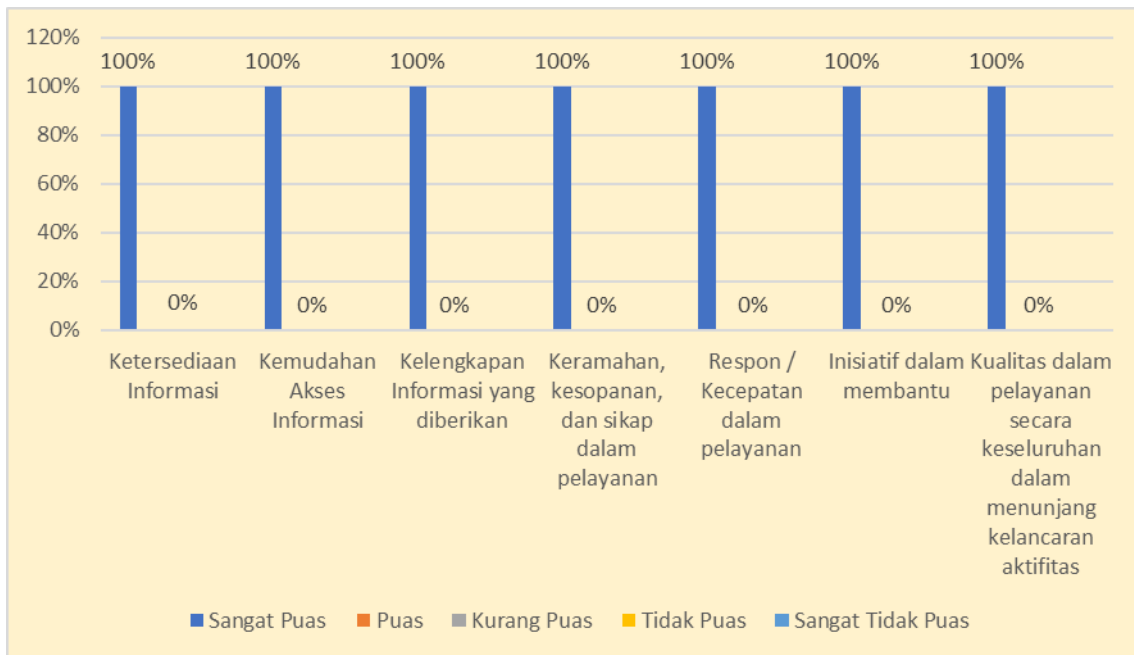 120%
100%
80%
60%
40%
20%
0%
100%
100%
100%
100%
100%
100%
100%
0%
0%
0%
0%
0%
0%
0%
Ketersediaan
Informasi
Kemudahan
Akses
Informasi
Kelengkapan
Informasi yang
diberikan
Keramahan,
kesopanan,
dan sikap
dalam
pelayanan
Respon /
Kecepatan
dalam
pelayanan
Inisiatif dalam
membantu
Kualitas dalam
pelayanan
secara
keseluruhan
dalam
menunjang
kelancaran
aktifitas
Sangat Puas
Puas
Kurang Puas
Tidak Puas
Sangat Tidak Puas